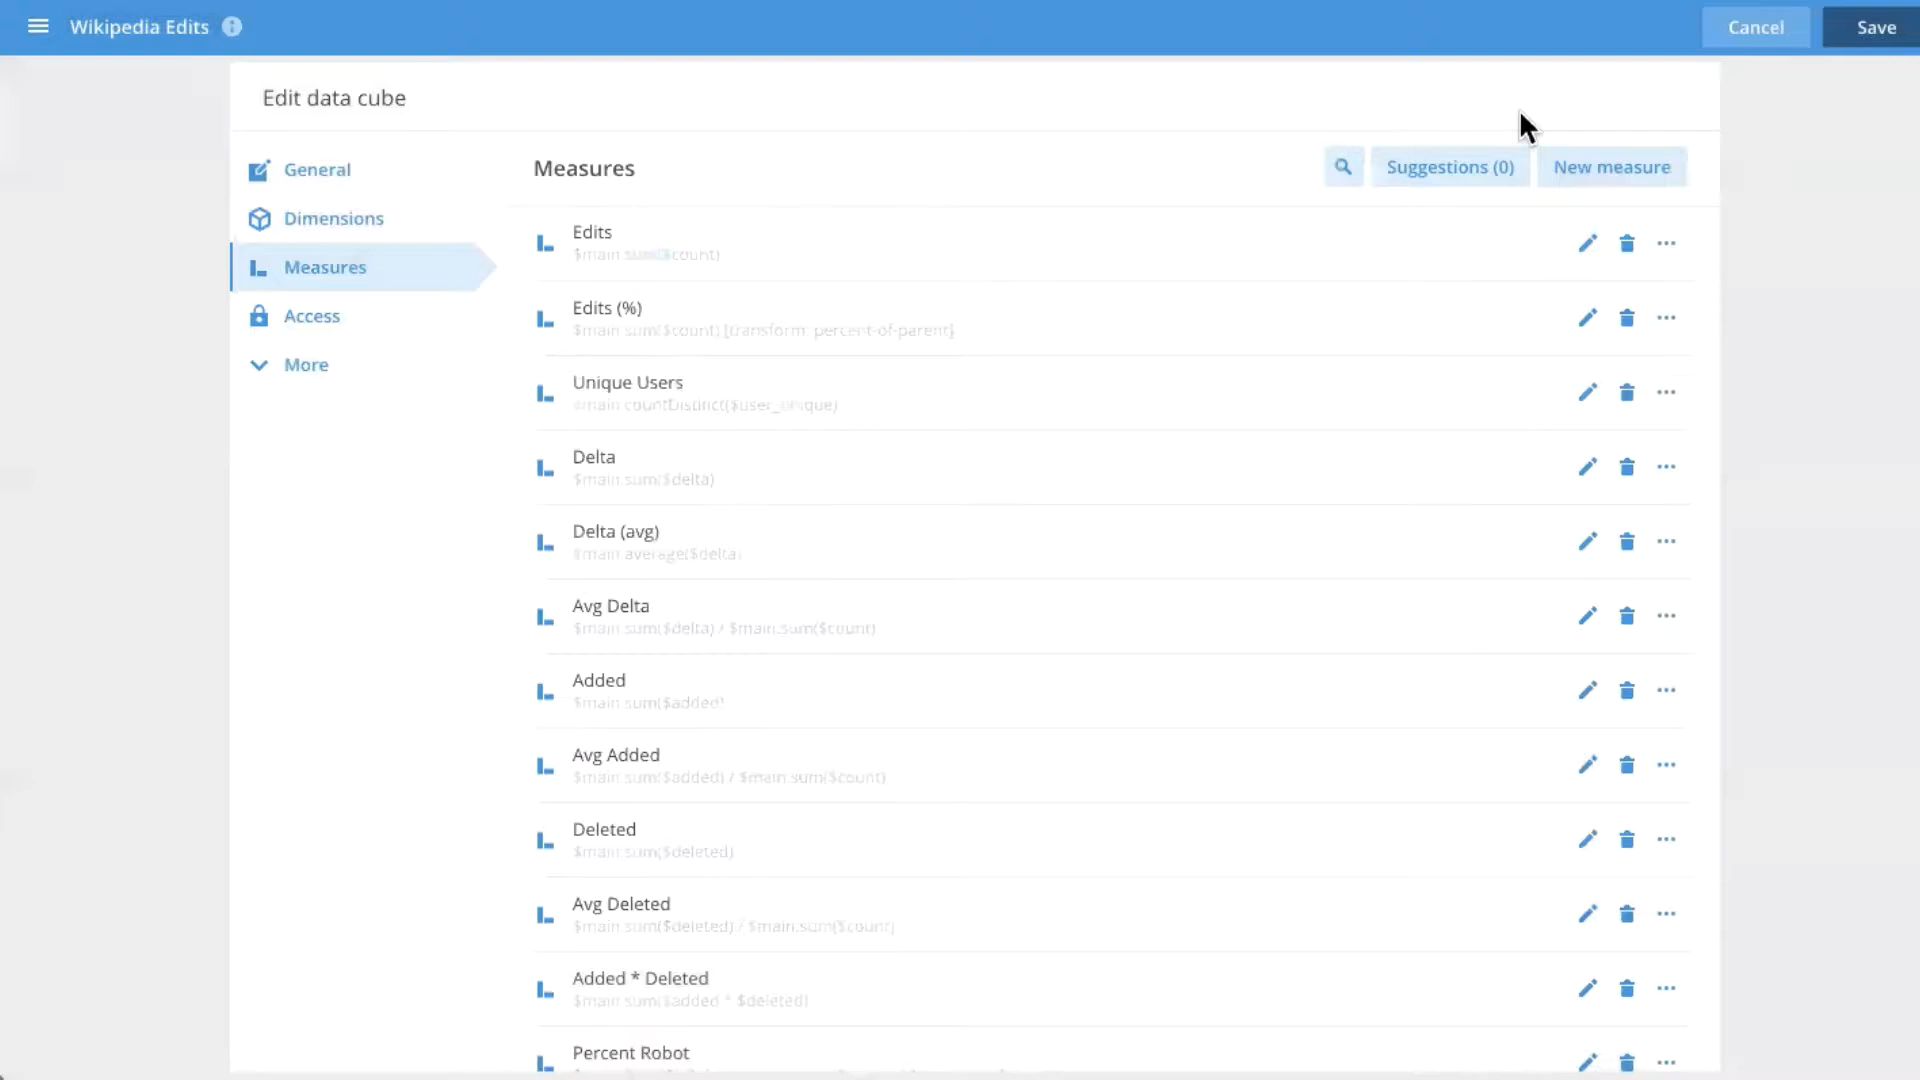 Wikipedia Edits
Cancel
Save
Edit data cube
General
Dimensions
Measures
Access
More
Measures
Suggestions (0)
New measure
Edits
$main.sum($count)
Edits (%)
$main.sum($count) [transform: percent-of-parent]
Unique Users
$main.countDistinct($user_unique)
Delta
$main.sum($delta)
Delta (avg)
$main.average($delta)
Avg Delta
$main.sum($delta) / $main.sum($count)
Added
$main.sum($added)
Avg Added
$main.sum($added) / $main.sum($count)
Deleted
$main.sum($deleted)
Avg Deleted
$main.sum($deleted) / $main.sum($count)
Added * Deleted
$main.sum($added * $deleted)
Percent Robot